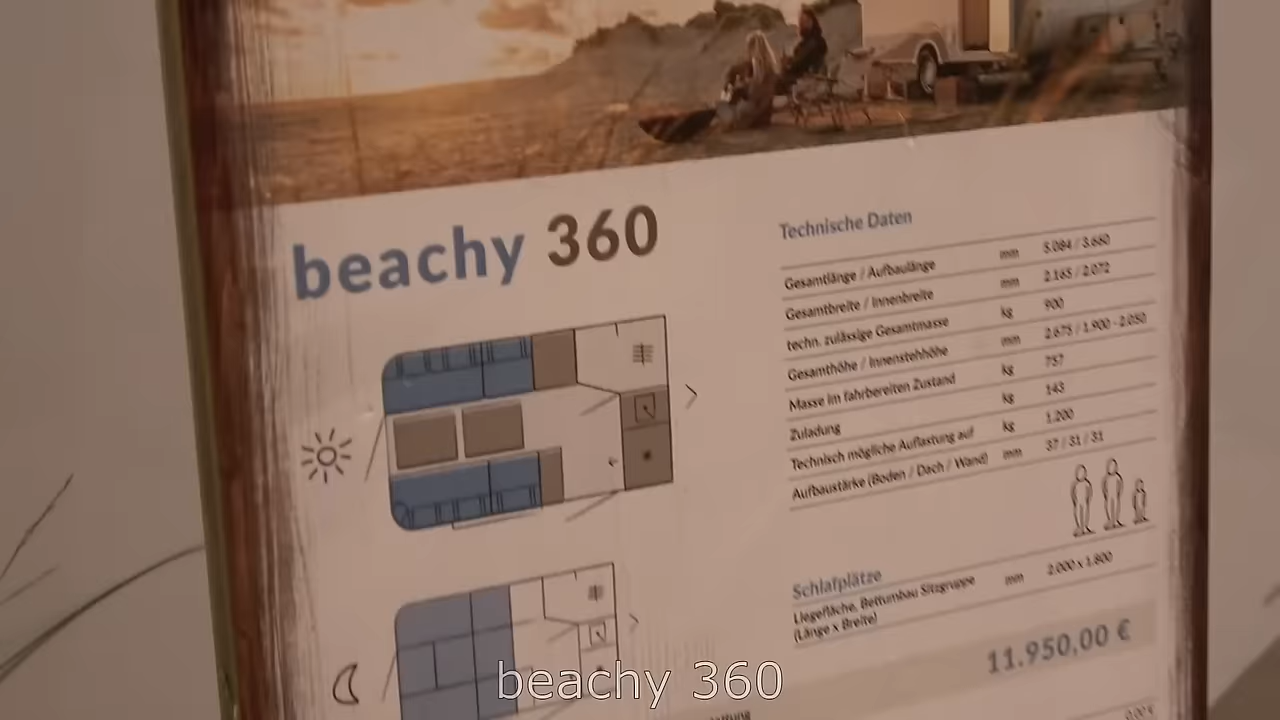 beachy 360
Technische Daten
Gesamtlänge / Aufbaulänge mm 5.084 / 3.660
Gesamtbreite / Innenbreite mm 2.165 / 2.072
techn. zulässige Gesamtmasse kg 900
Gesamthöhe / Innenstehhöhe mm 2.675 / 1.900 - 2.050
Masse im fahrbereiten Zustand kg 757
Zuladung kg 143
Technisch mögliche Auflastung auf kg 1.200
Aufbaustärke (Boden / Dach / Wand) mm 37 / 31 / 31
Schlafplätze
Liegefläche, Bettumbau Sitzgruppe mm 2.000 x 1.800
(Länge x Breite)
11.950,00 €
0,00 €
beachy 360